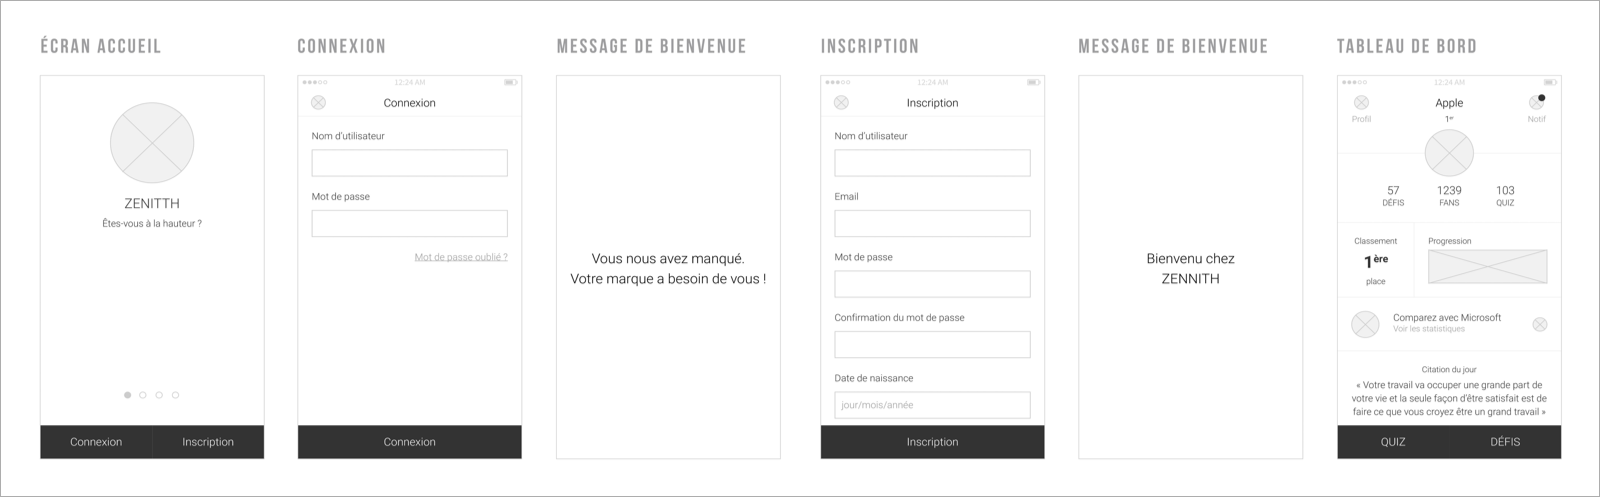 ÉCRAN ACCUEIL
ZENITTH
Êtes-vous à la hauteur ?
Connexion
Inscription
CONNEXION
12:24 AM
Connexion
Nom d'utilisateur
Mot de passe
Mot de passe oublié ?
Connexion
MESSAGE DE BIENVENUE
Vous nous avez manqué.
Votre marque a besoin de vous !
INSCRIPTION
12:24 AM
Inscription
Nom d'utilisateur
Email
Mot de passe
Confirmation du mot de passe
Date de naissance
jour/mois/année
Inscription
MESSAGE DE BIENVENUE
Bienvenu chez
ZENNITH
TABLEAU DE BORD
12:24 AM
Profil
Apple
1er
Notif
57
DÉFIS
1239
FANS
103
QUIZ
Classement
1ère
place
Progression
Comparez avec Microsoft
Voir les statistiques
Citation du jour
« Votre travail va occuper une grande part de
votre vie et la seule façon d'être satisfait est de
faire ce que vous croyez être un grand travail »
QUIZ
DÉFIS